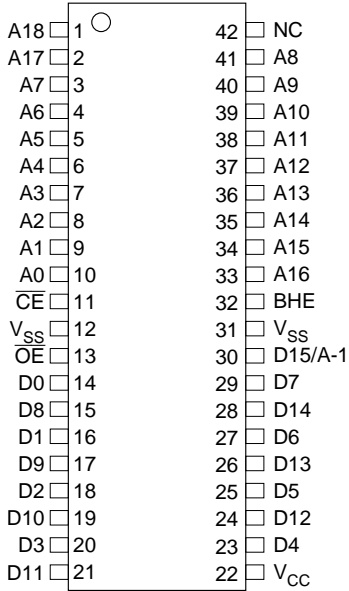 A18 1 42 NC
A17 2 41 A8
A7 3 40 A9
A6 4 39 A10
A5 5 38 A11
A4 6 37 A12
A3 7 36 A13
A2 8 35 A14
A1 9 34 A15
A0 10 33 A16
C̅E̅ 11 32 BHE
VSS 12 31 VSS
O̅E̅ 13 30 D15/A-1
D0 14 29 D7
D8 15 28 D14
D1 16 27 D6
D9 17 26 D13
D2 18 25 D5
D10 19 24 D12
D3 20 23 D4
D11 21 22 VCC